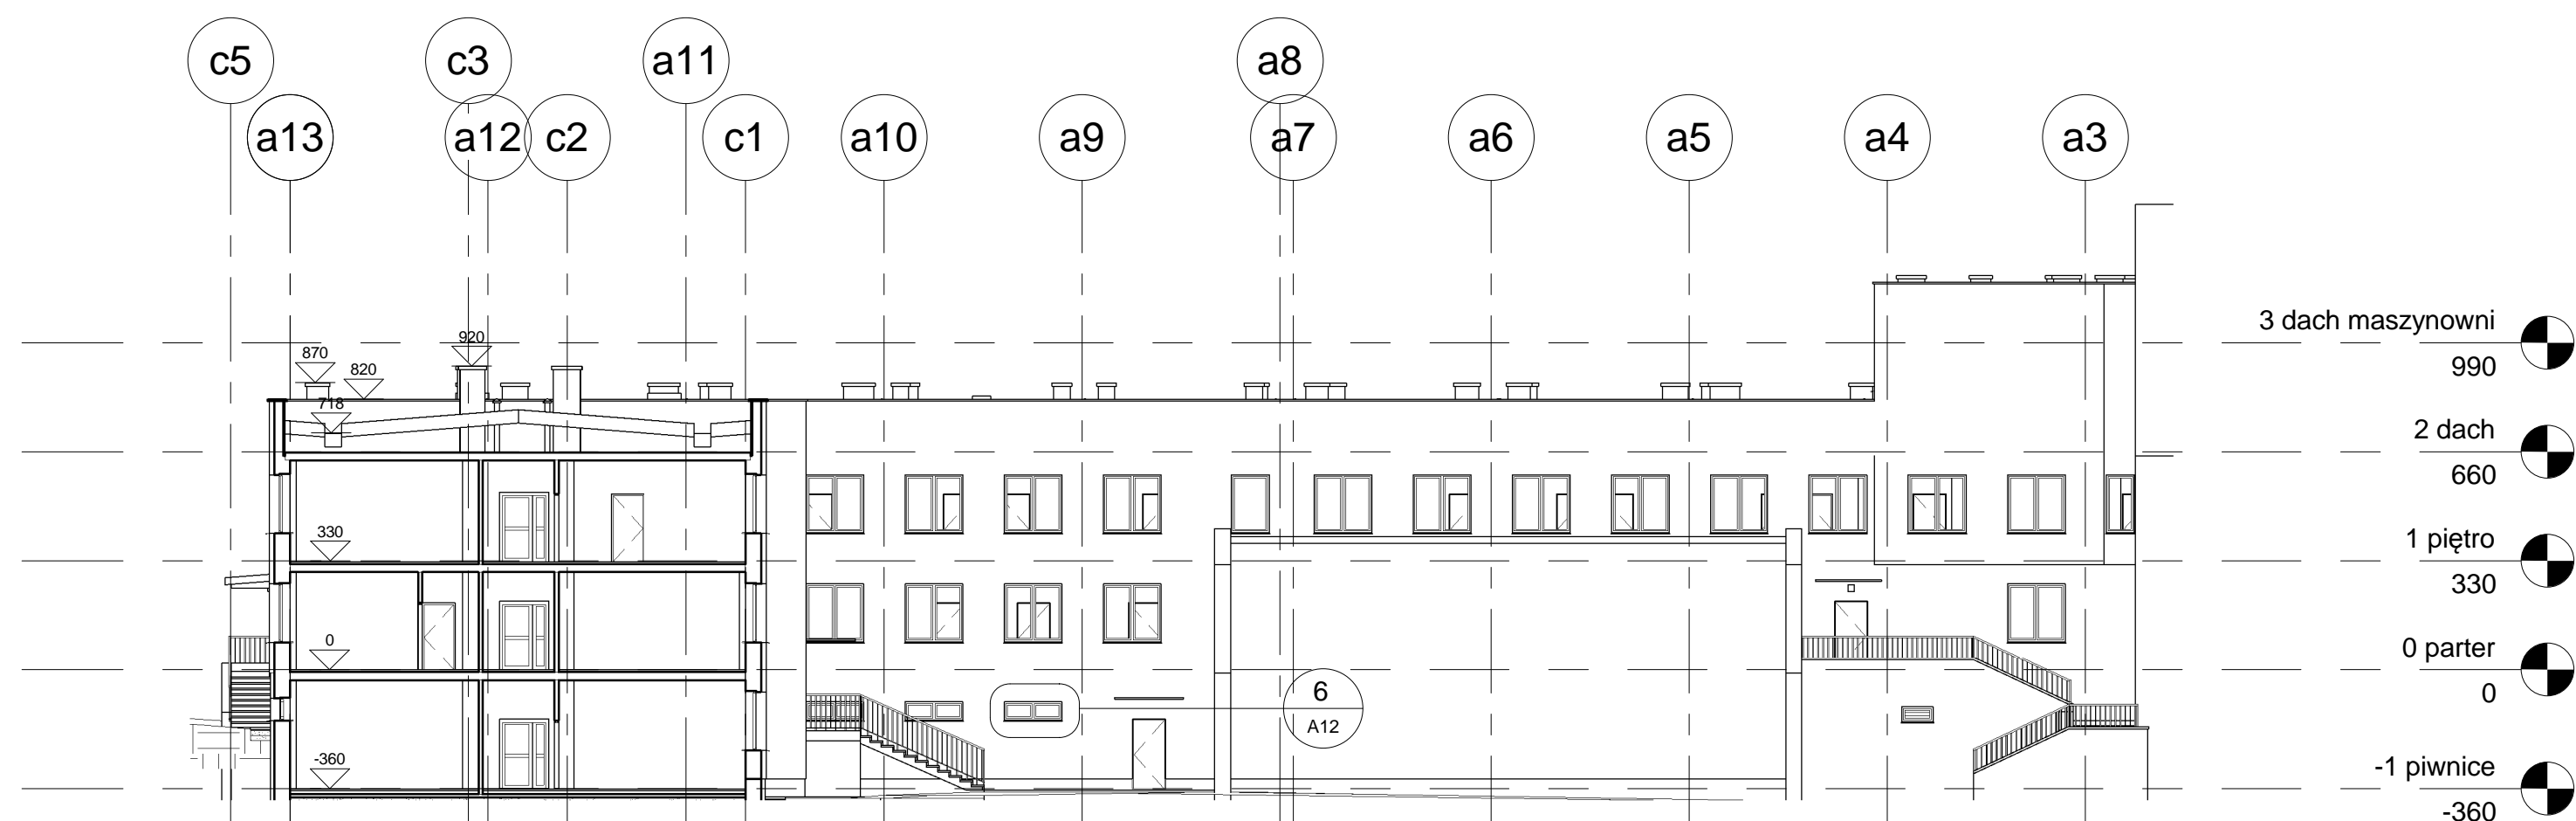 c5
c3
a11
a8
a13
a12
c2
c1
a10
a9
a7
a6
a5
a4
a3
3 dach maszynowni
990
920
870
820
718
2 dach
660
330
1 piętro
330
0
0 parter
0
6
A12
-360
-1 piwnice
-360